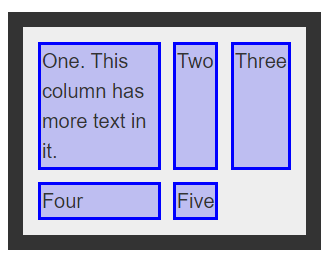 One. This
column has
more text in
it.
Two
Three
Four
Five